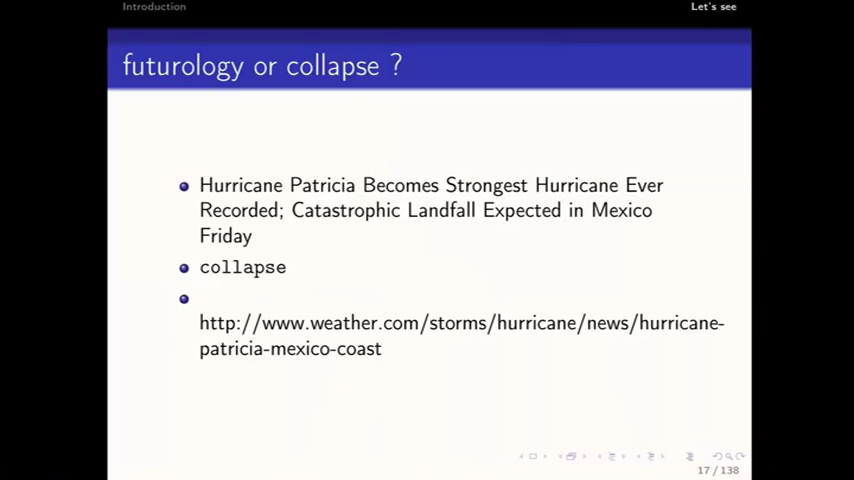 Introduction
Let's see
futurology or collapse ?
Hurricane Patricia Becomes Strongest Hurricane Ever
Recorded; Catastrophic Landfall Expected in Mexico
Friday
collapse
http://www.weather.com/storms/hurricane/news/hurricane-
patricia-mexico-coast
17 / 138